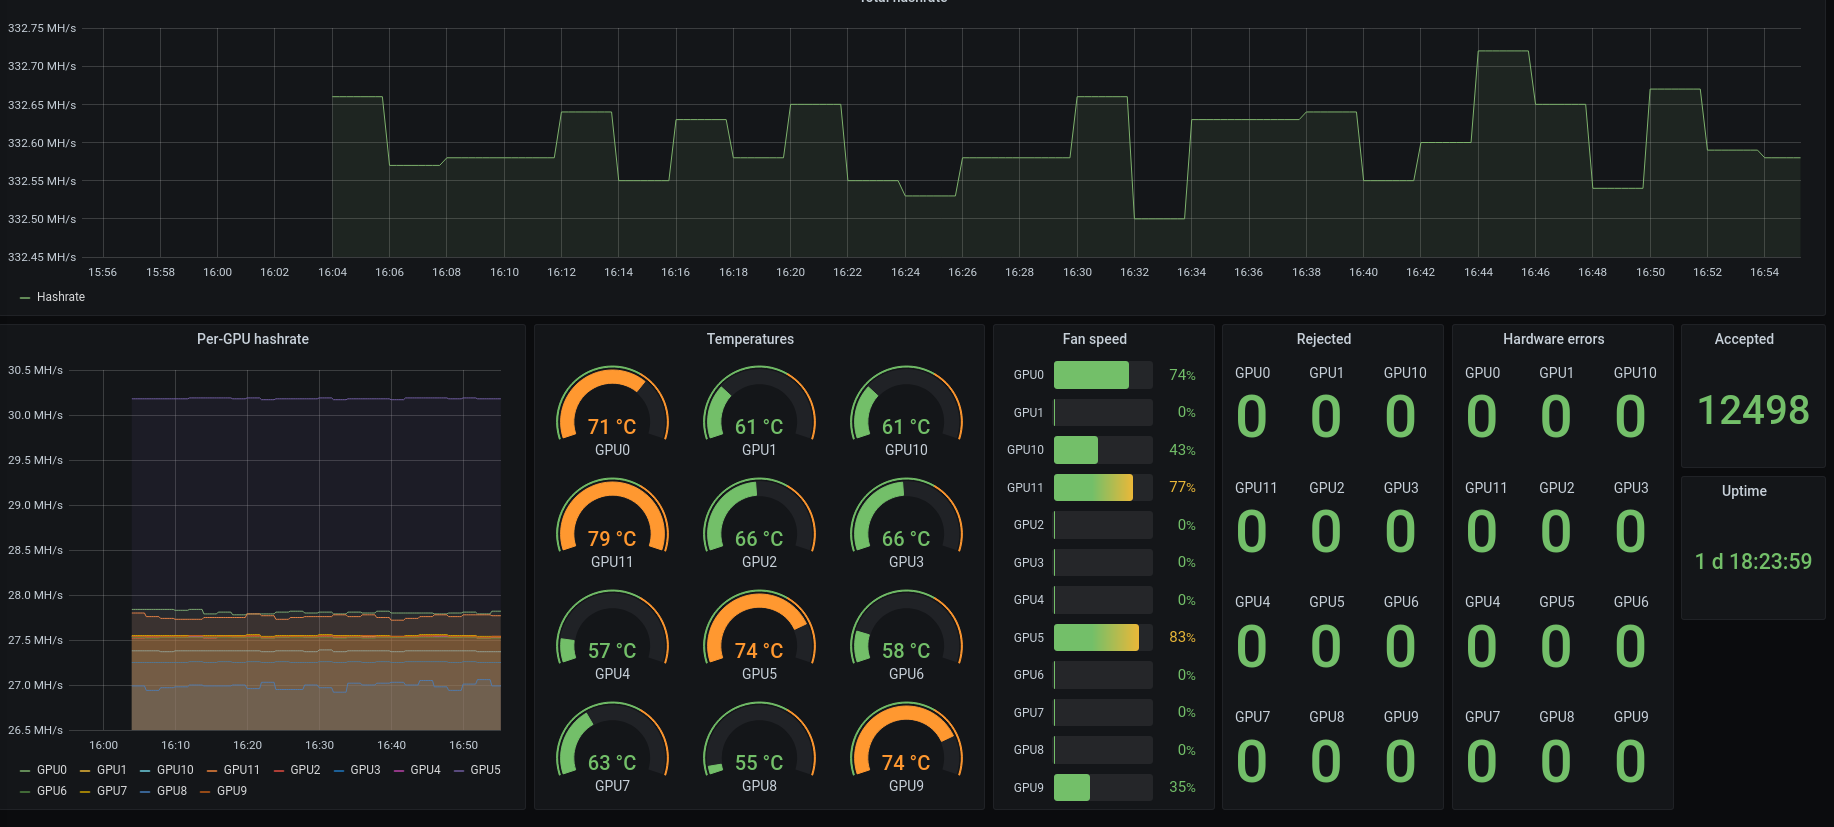 Total hashrate
332.75 MH/s
332.70 MH/s
332.65 MH/s
332.60 MH/s
332.55 MH/s
332.50 MH/s
332.45 MH/s
15:56 15:58 16:00 16:02 16:04 16:06 16:08 16:10 16:12 16:14 16:16 16:18 16:20 16:22 16:24 16:26 16:28 16:30 16:32 16:34 16:36 16:38 16:40 16:42 16:44 16:46 16:48 16:50 16:52 16:54
Hashrate
Per-GPU hashrate
30.5 MH/s
30.0 MH/s
29.5 MH/s
29.0 MH/s
28.5 MH/s
28.0 MH/s
27.5 MH/s
27.0 MH/s
26.5 MH/s
16:00 16:10 16:20 16:30 16:40 16:50
GPU0 GPU1 GPU10 GPU11 GPU2 GPU3 GPU4 GPU5
GPU6 GPU7 GPU8 GPU9
Temperatures
71 °C 61 °C 61 °C
GPU0 GPU1 GPU10
79 °C 66 °C 66 °C
GPU11 GPU2 GPU3
57 °C 74 °C 58 °C
GPU4 GPU5 GPU6
63 °C 55 °C 74 °C
GPU7 GPU8 GPU9
Fan speed
GPU0 74%
GPU1 0%
GPU10 43%
GPU11 77%
GPU2 0%
GPU3 0%
GPU4 0%
GPU5 83%
GPU6 0%
GPU7 0%
GPU8 0%
GPU9 35%
Rejected
GPU0 GPU1 GPU10
0 0 0
GPU11 GPU2 GPU3
0 0 0
GPU4 GPU5 GPU6
0 0 0
GPU7 GPU8 GPU9
0 0 0
Hardware errors
GPU0 GPU1 GPU10
0 0 0
GPU11 GPU2 GPU3
0 0 0
GPU4 GPU5 GPU6
0 0 0
GPU7 GPU8 GPU9
0 0 0
Accepted
12498
Uptime
1 d 18:23:59